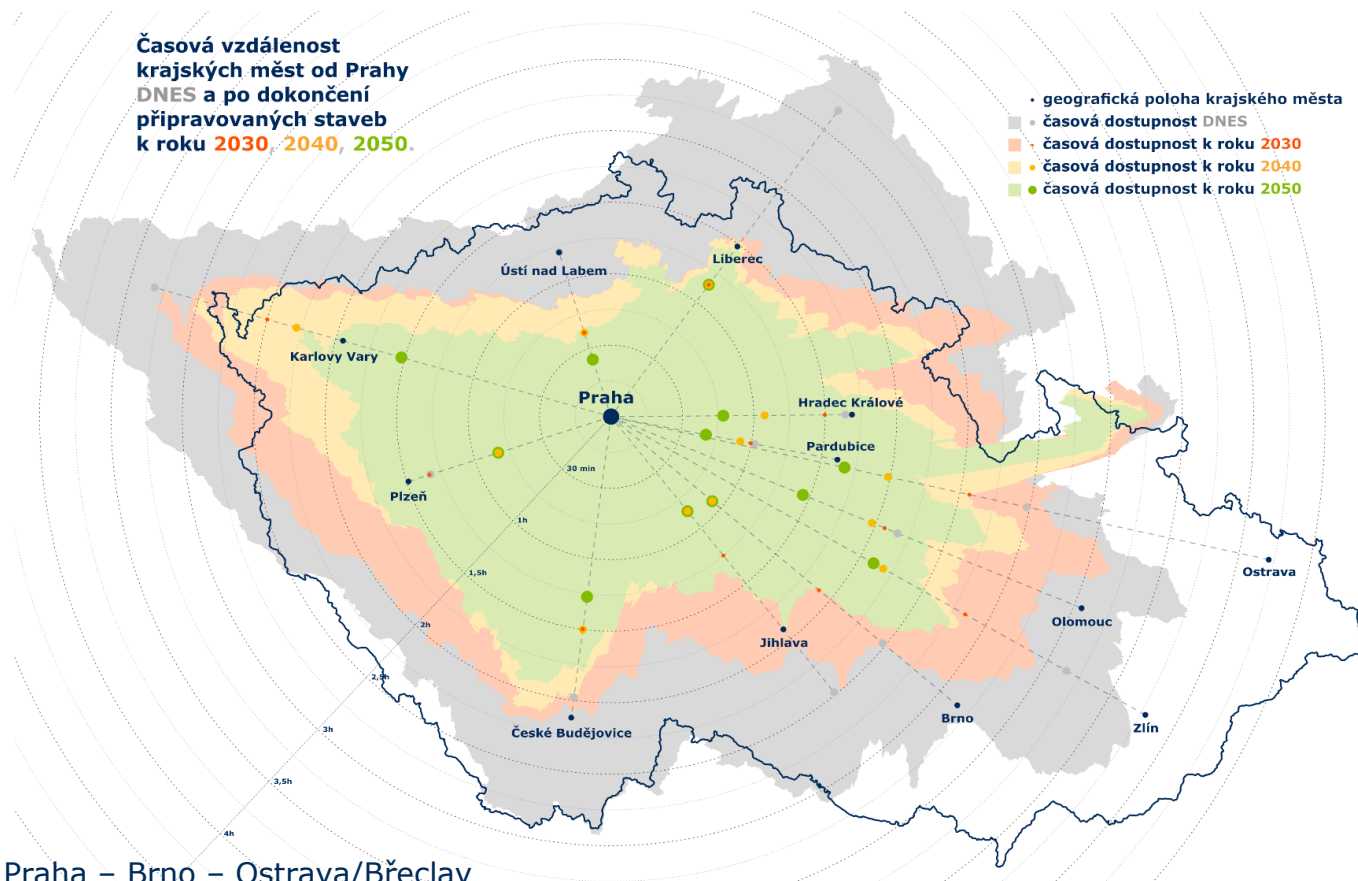 Časová vzdálenost
krajských měst od Prahy
DNES a po dokončení
připravovaných staveb
k roku 2030, 2040, 2050.
geografická poloha krajského města
časová dostupnost DNES
časová dostupnost k roku 2030
časová dostupnost k roku 2040
časová dostupnost k roku 2050
Ústí nad Labem
Liberec
Karlovy Vary
Praha
Hradec Králové
Pardubice
30 min
Plzeň
1h
1,5h
Ostrava
2h
Olomouc
Jihlava
2,5h
Brno
Zlín
3h
České Budějovice
3,5h
4h
Praha – Brno – Ostrava/Břeclav